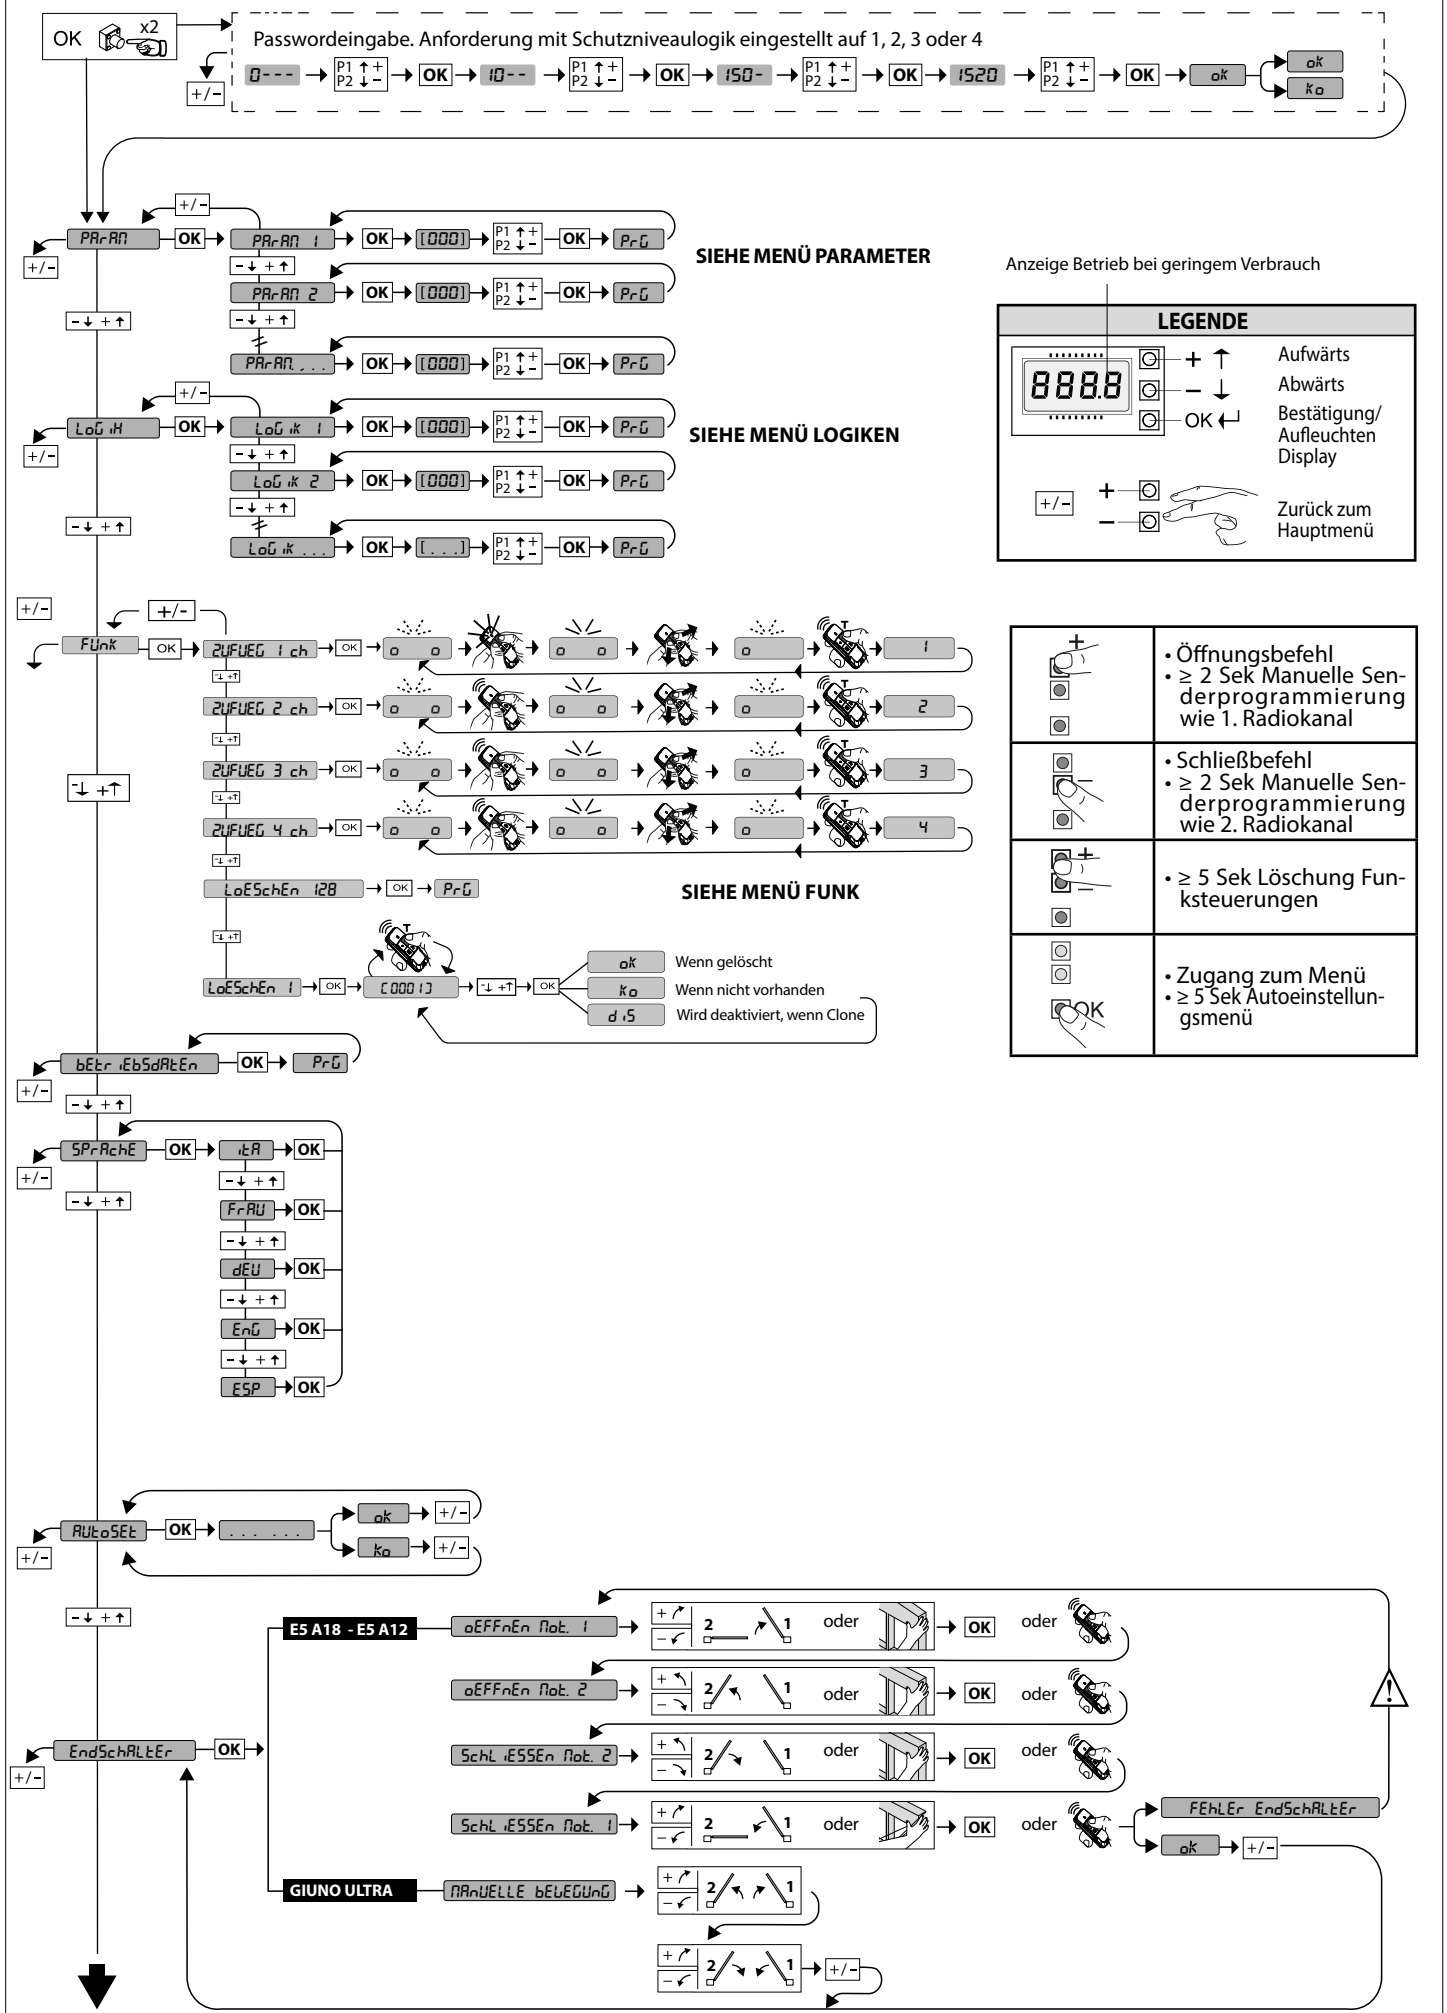 OK x2
Passwordeingabe. Anforderung mit Schutzniveaulogik eingestellt auf 1, 2, 3 oder 4
+/-
0--- P1 ↑ + P2 ↓ - OK 10-- P1 ↑ + P2 ↓ - OK 150- P1 ↑ + P2 ↓ - OK 1520 P1 ↑ + P2 ↓ - OK ok ok
ko
+/-
PArAM OK PArAM 1 OK [000] P1 ↑ + P2 ↓ - OK PrG
+/-
- ↓ + ↑
SIEHE MENÜ PARAMETER
PArAM 2 OK [000] P1 ↑ + P2 ↓ - OK PrG
- ↓ + ↑
- ↓ + ↑
PArAM. . . . OK [000] P1 ↑ + P2 ↓ - OK PrG
+/-
LoGiH OK LoGik 1 OK [000] P1 ↑ + P2 ↓ - OK PrG
+/-
- ↓ + ↑
SIEHE MENÜ LOGIKEN
LoGik 2 OK [000] P1 ↑ + P2 ↓ - OK PrG
- ↓ + ↑
- ↓ + ↑
LoGik ... OK [...] P1 ↑ + P2 ↓ - OK PrG
Anzeige Betrieb bei geringem Verbrauch
LEGENDE
888.8
+ ↑ Aufwärts
- ↓ Abwärts
OK Bestätigung/
Aufleuchten
Display
+/- +
-
Zurück zum
Hauptmenü
+/-
+/-
FUnk OK ZUFUEG 1 ch OK o o o o o T 1
-↓ +↑
ZUFUEG 2 ch OK o o o o o T 2
-↓ +↑
ZUFUEG 3 ch OK o o o o o T 3
-↓ +↑
-↓ +↑
ZUFUEG 4 ch OK o o o o o T 4
-↓ +↑
LoESchEn 128 OK PrG
SIEHE MENÜ FUNK
-↓ +↑
T
LoESchEn 1 OK [0001] -↓ +↑ OK
ok Wenn gelöscht
ko Wenn nicht vorhanden
diS Wird deaktiviert, wenn Clone
+
• Öffnungsbefehl
• ≥ 2 Sek Manuelle Sen-
derprogrammierung
wie 1. Radiokanal
-
• Schließbefehl
• ≥ 2 Sek Manuelle Sen-
derprogrammierung
wie 2. Radiokanal
+
-
• ≥ 5 Sek Löschung Fun-
ksteuerungen
OK
• Zugang zum Menü
• ≥ 5 Sek Autoeinstellun-
gsmenü
bEtriEbSdAtEn OK PrG
+/-
- ↓ + ↑
SPrAchE OK itA OK
+/-
- ↓ + ↑
- ↓ + ↑
FrAU OK
- ↓ + ↑
dEU OK
- ↓ + ↑
EnG OK
- ↓ + ↑
ESP OK
AUtoSEt OK ... ... ok +/-
ko +/-
+/-
- ↓ + ↑
E5 A18 - E5 A12 oEFFnEn Mot. 1 + - 2 1 oder OK oder
oEFFnEn Mot. 2 + - 2 1 oder OK oder
EndSchALtEr OK
+/-
SchLiESSEn Mot. 2 + - 2 1 oder OK oder
SchLiESSEn Mot. 1 + - 2 1 oder OK oder
FEhLEr EndSchALtEr
ok +/-
!
GIUNO ULTRA MAnUELLE bEWEGUnG + - 2 1
+ - 2 1 +/-